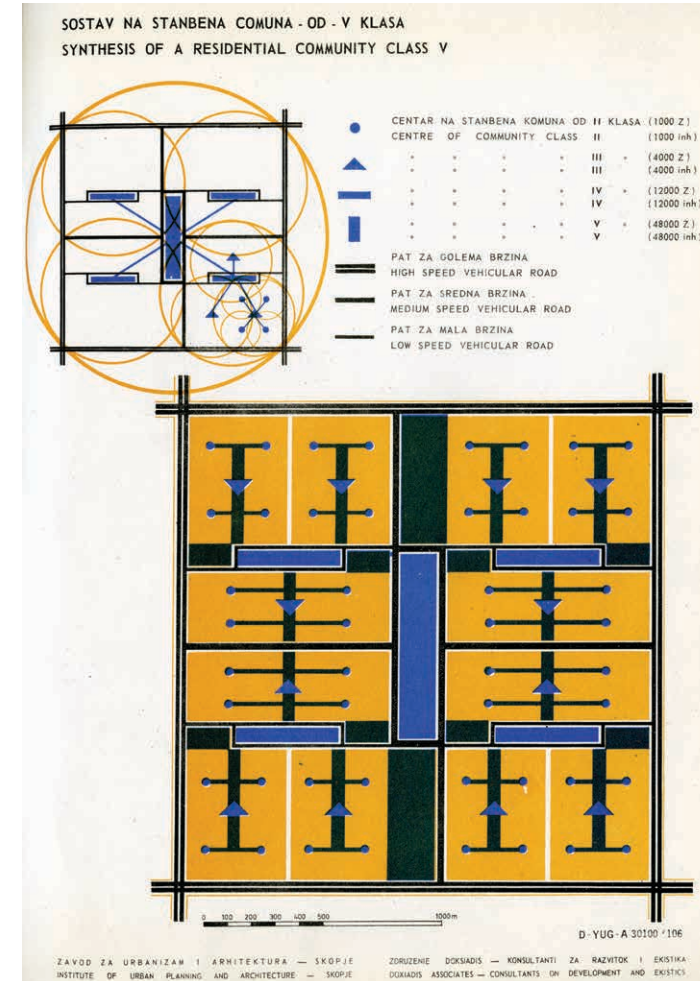 SOSTAV NA STANBENA COMUNA - OD - V KLASA
SYNTHESIS OF A RESIDENTIAL COMMUNITY CLASS V
CENTAR NA STANBENA KOMUNA OD II KLASA (1000 Z)
CENTRE OF COMMUNITY CLASS II (1000 inh)
" " " " III " (4000 Z)
" " " " III (4000 inh)
" " " " IV " (12000 Z)
" " " " IV (12000 inh)
" " " " V " (48000 Z)
" " " " V (48000 inh)
PAT ZA GOLEMA BRZINA
HIGH SPEED VEHICULAR ROAD
PAT ZA SREDNA BRZINA
MEDIUM SPEED VEHICULAR ROAD
PAT ZA MALA BRZINA
LOW SPEED VEHICULAR ROAD
0 100 200 300 400 500 1000m
D-YUG-A 30100 106
ZAVOD ZA URBANIZAM I ARHITEKTURA — SKOPJE
INSTITUTE OF URBAN PLANNING AND ARCHITECTURE — SKOPJE
ZDRUZENIE DOKSIADIS — KONSULTANTI ZA RAZVITOK I EKISTIKA
DOXIADIS ASSOCIATES — CONSULTANTS ON DEVELOPMENT AND EKISTICS